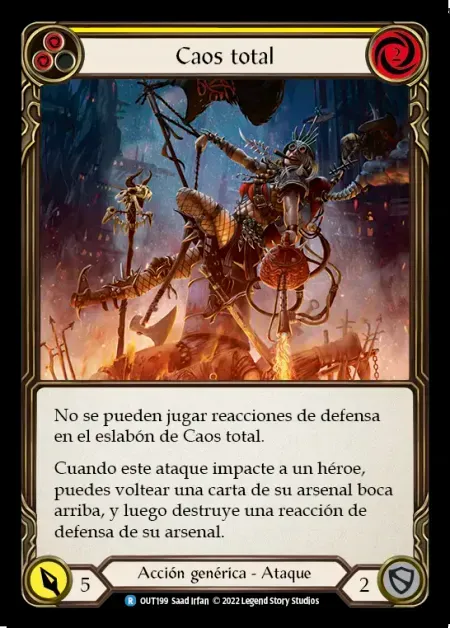 Caos total
2
No se pueden jugar reacciones de defensa
en el eslabón de Caos total.
Cuando este ataque impacte a un héroe,
puedes voltear una carta de su arsenal boca
arriba, y luego destruye una reacción de
defensa de su arsenal.
5
Acción genérica - Ataque
2
R OUT199 Saad Irfan © 2022 Legend Story Studios